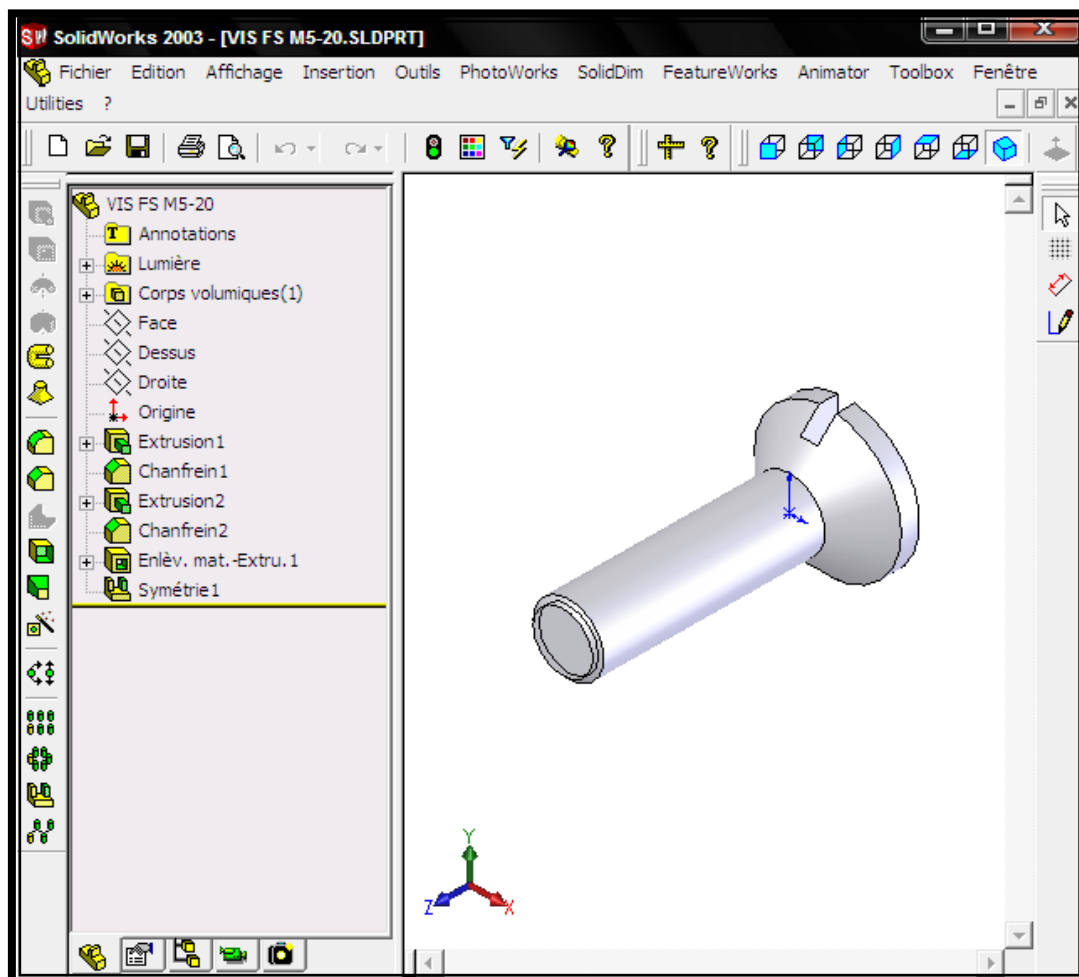 SW SolidWorks 2003 - [VIS FS M5-20.SLDPRT]
Fichier Edition Affichage Insertion Outils PhotoWorks SolidDim FeatureWorks Animator Toolbox Fenêtre
Utilities ?
VIS FS M5-20
Annotations
Lumière
Corps volumiques(1)
Face
Dessus
Droite
Origine
Extrusion1
Chanfrein1
Extrusion2
Chanfrein2
Enlèv. mat.-Extru.1
Symétrie1
Y
Z X